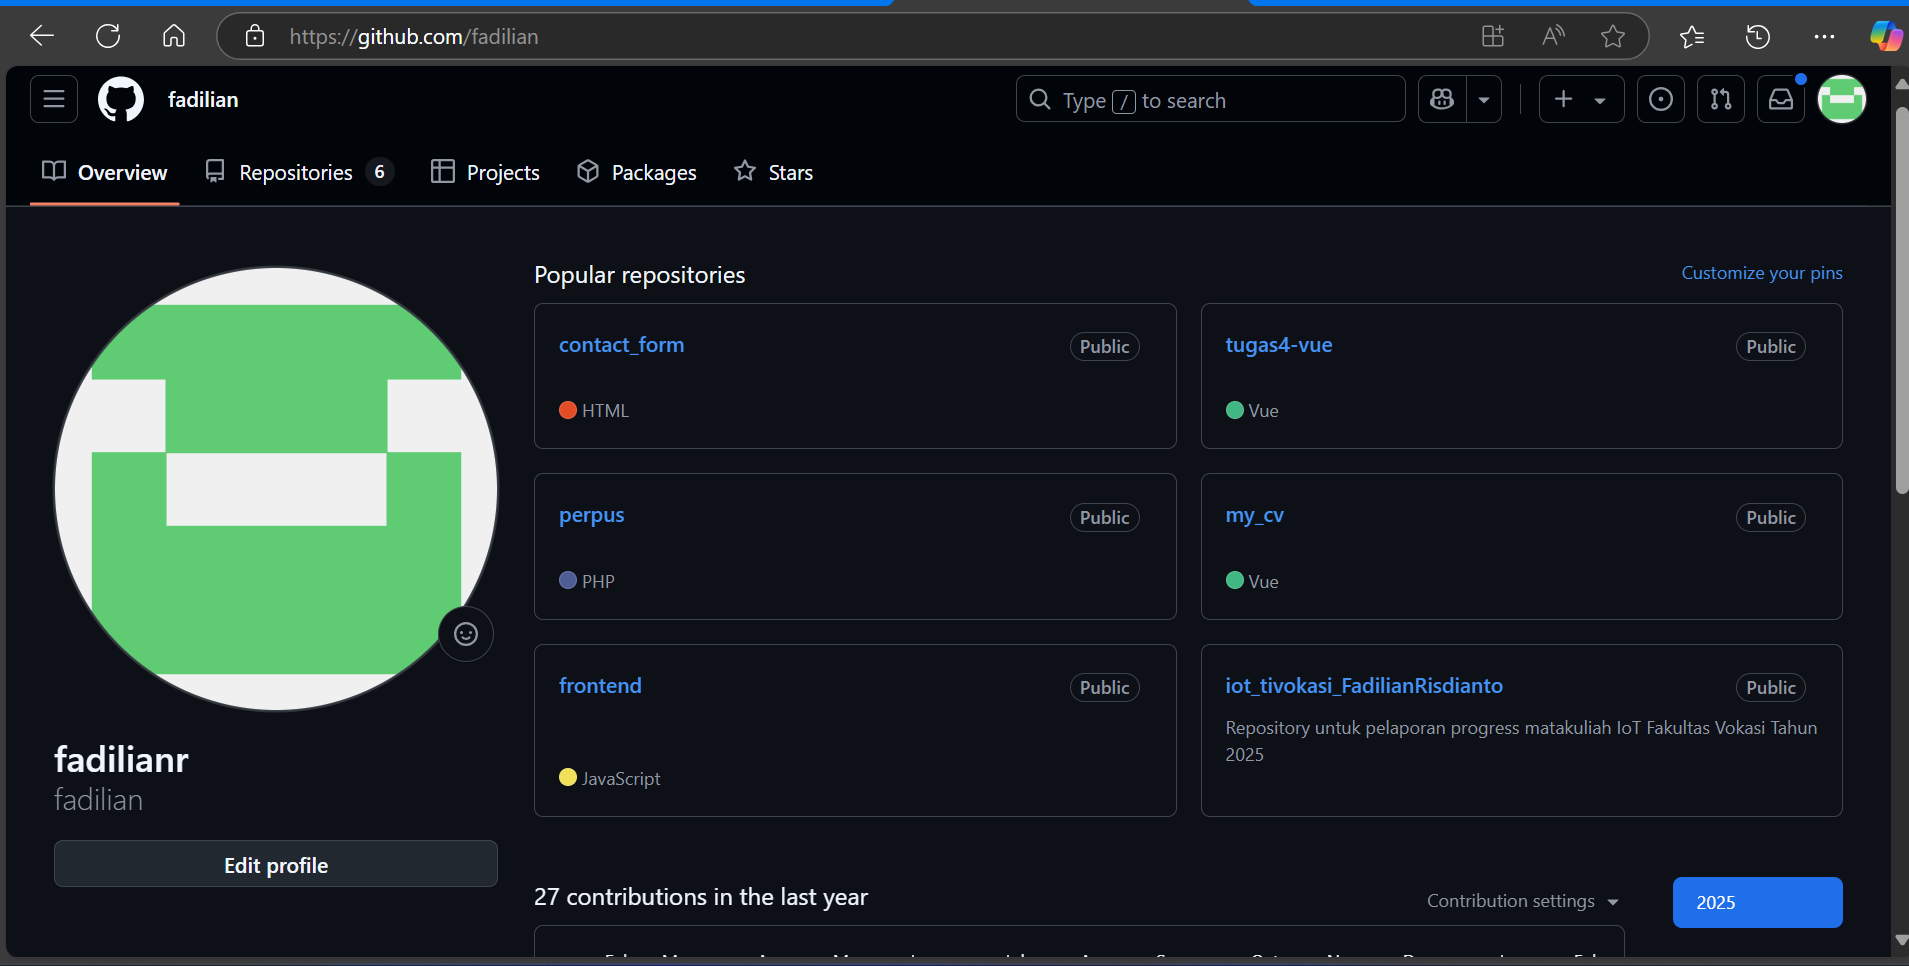 https://github.com/fadilian
fadilian
Type / to search
Overview
Repositories 6
Projects
Packages
Stars
Popular repositories
Customize your pins
contact_form
Public
HTML
tugas4-vue
Public
Vue
perpus
Public
PHP
my_cv
Public
Vue
frontend
Public
JavaScript
iot_tivokasi_FadilianRisdianto
Public
Repository untuk pelaporan progress matakuliah IoT Fakultas Vokasi Tahun
2025
fadilianr
fadilian
Edit profile
27 contributions in the last year
Contribution settings
2025